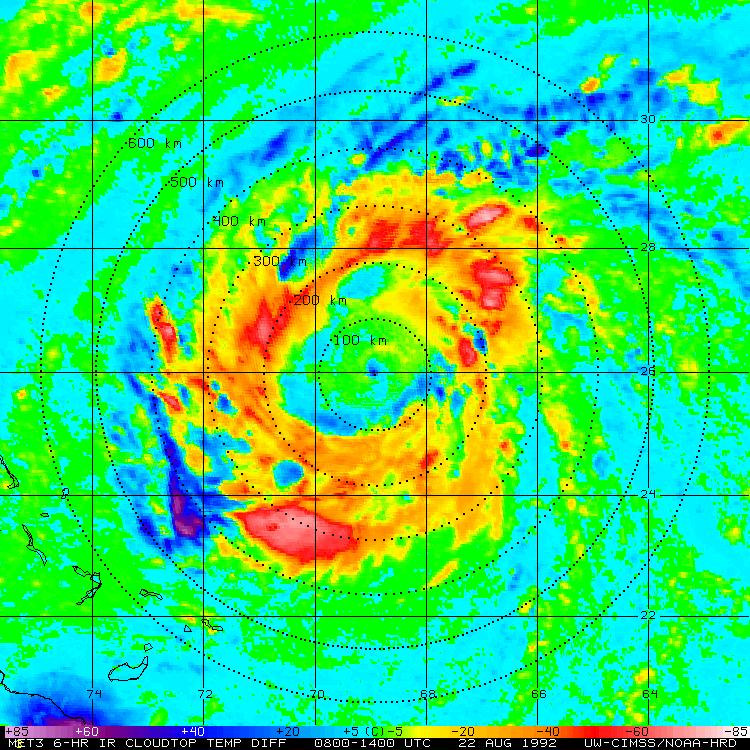 30
600 km
500 km
400 km
28
300 km
200 km
100 km
26
24
22
74 72 70 68 66 64
+85 +60 +40 +20 +5 (C) -5 -20 -40 -60 -85
MET3 6-HR IR CLOUDTOP TEMP DIFF 0800-1400 UTC 22 AUG 1992 UW-CIMSS/NOAA-HRD